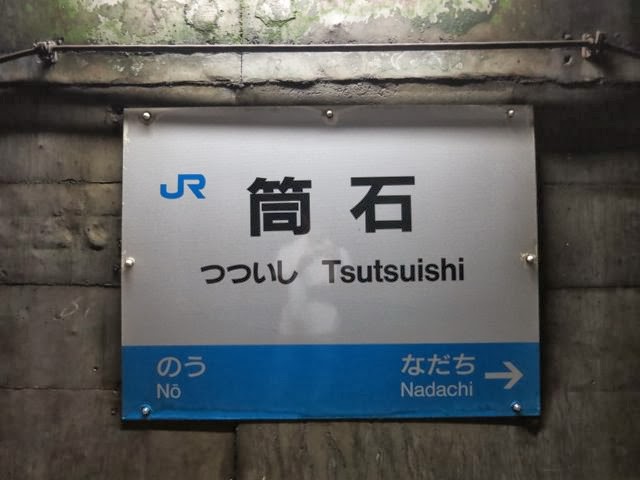 JR 筒石
つついし Tsutsuishi
のう なだち
Nō Nadachi →